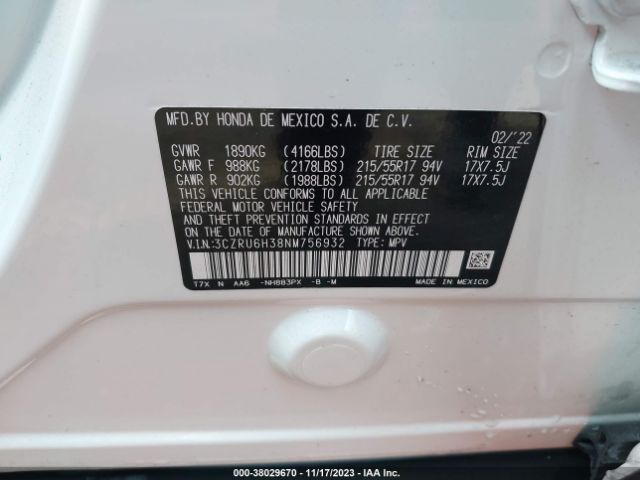 MFD.BY HONDA DE MEXICO S.A. DE C.V.
02/'22
GVWR 1890KG (4166LBS) TIRE SIZE RIM SIZE
GAWR F 988KG (2178LBS) 215/55R17 94V 17X7.5J
GAWR R 902KG (1988LBS) 215/55R17 94V 17X7.5J
THIS VEHICLE CONFORMS TO ALL APPLICABLE
FEDERAL MOTOR VEHICLE SAFETY
AND THEFT PREVENTION STANDARDS IN EFFECT
ON THE DATE OF MANUFACTURE SHOWN ABOVE.
V.I.N:3CZRU6H38NM756932 TYPE: MPV
T7X N AA6 -NH883PX -B -M MADE IN MEXICO
000-38029670 - 11/17/2023 - IAA Inc.